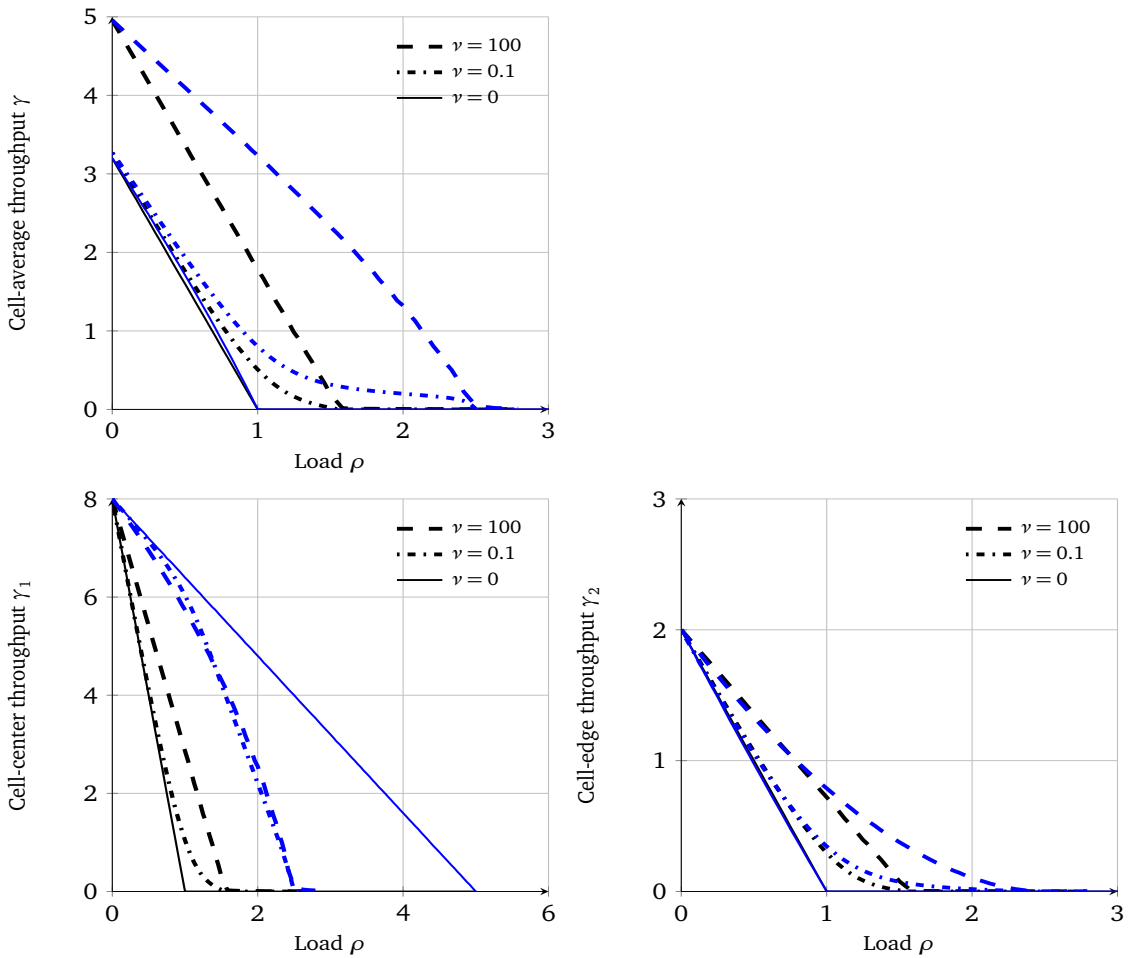 5
4
3
2
1
0
0
1
2
3
Cell-average throughput γ
Load ρ
ν = 100
ν = 0.1
ν = 0
8
6
4
2
0
0
2
4
6
Cell-center throughput γ₁
Load ρ
ν = 100
ν = 0.1
ν = 0
3
2
1
0
0
1
2
3
Cell-edge throughput γ₂
Load ρ
ν = 100
ν = 0.1
ν = 0